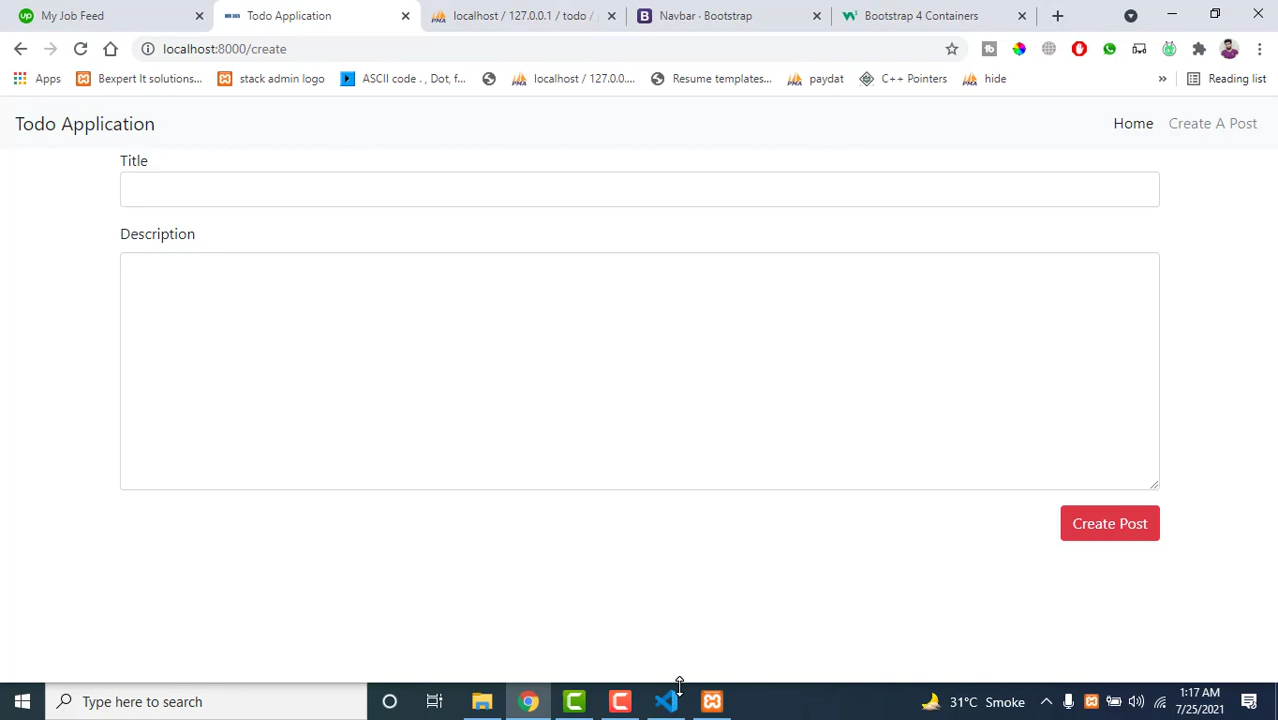 My Job Feed
Todo Application
localhost / 127.0.0.1 / todo /
Navbar · Bootstrap
Bootstrap 4 Containers
localhost:8000/create
Apps
Bexpert It solutions...
stack admin logo
ASCII code . , Dot, f...
localhost / 127.0.0....
Resume templates...
paydat
C++ Pointers
hide
»
Reading list
Todo Application
Home
Create A Post
Title
Description
Create Post
Type here to search
31°C Smoke
1:17 AM
7/25/2021